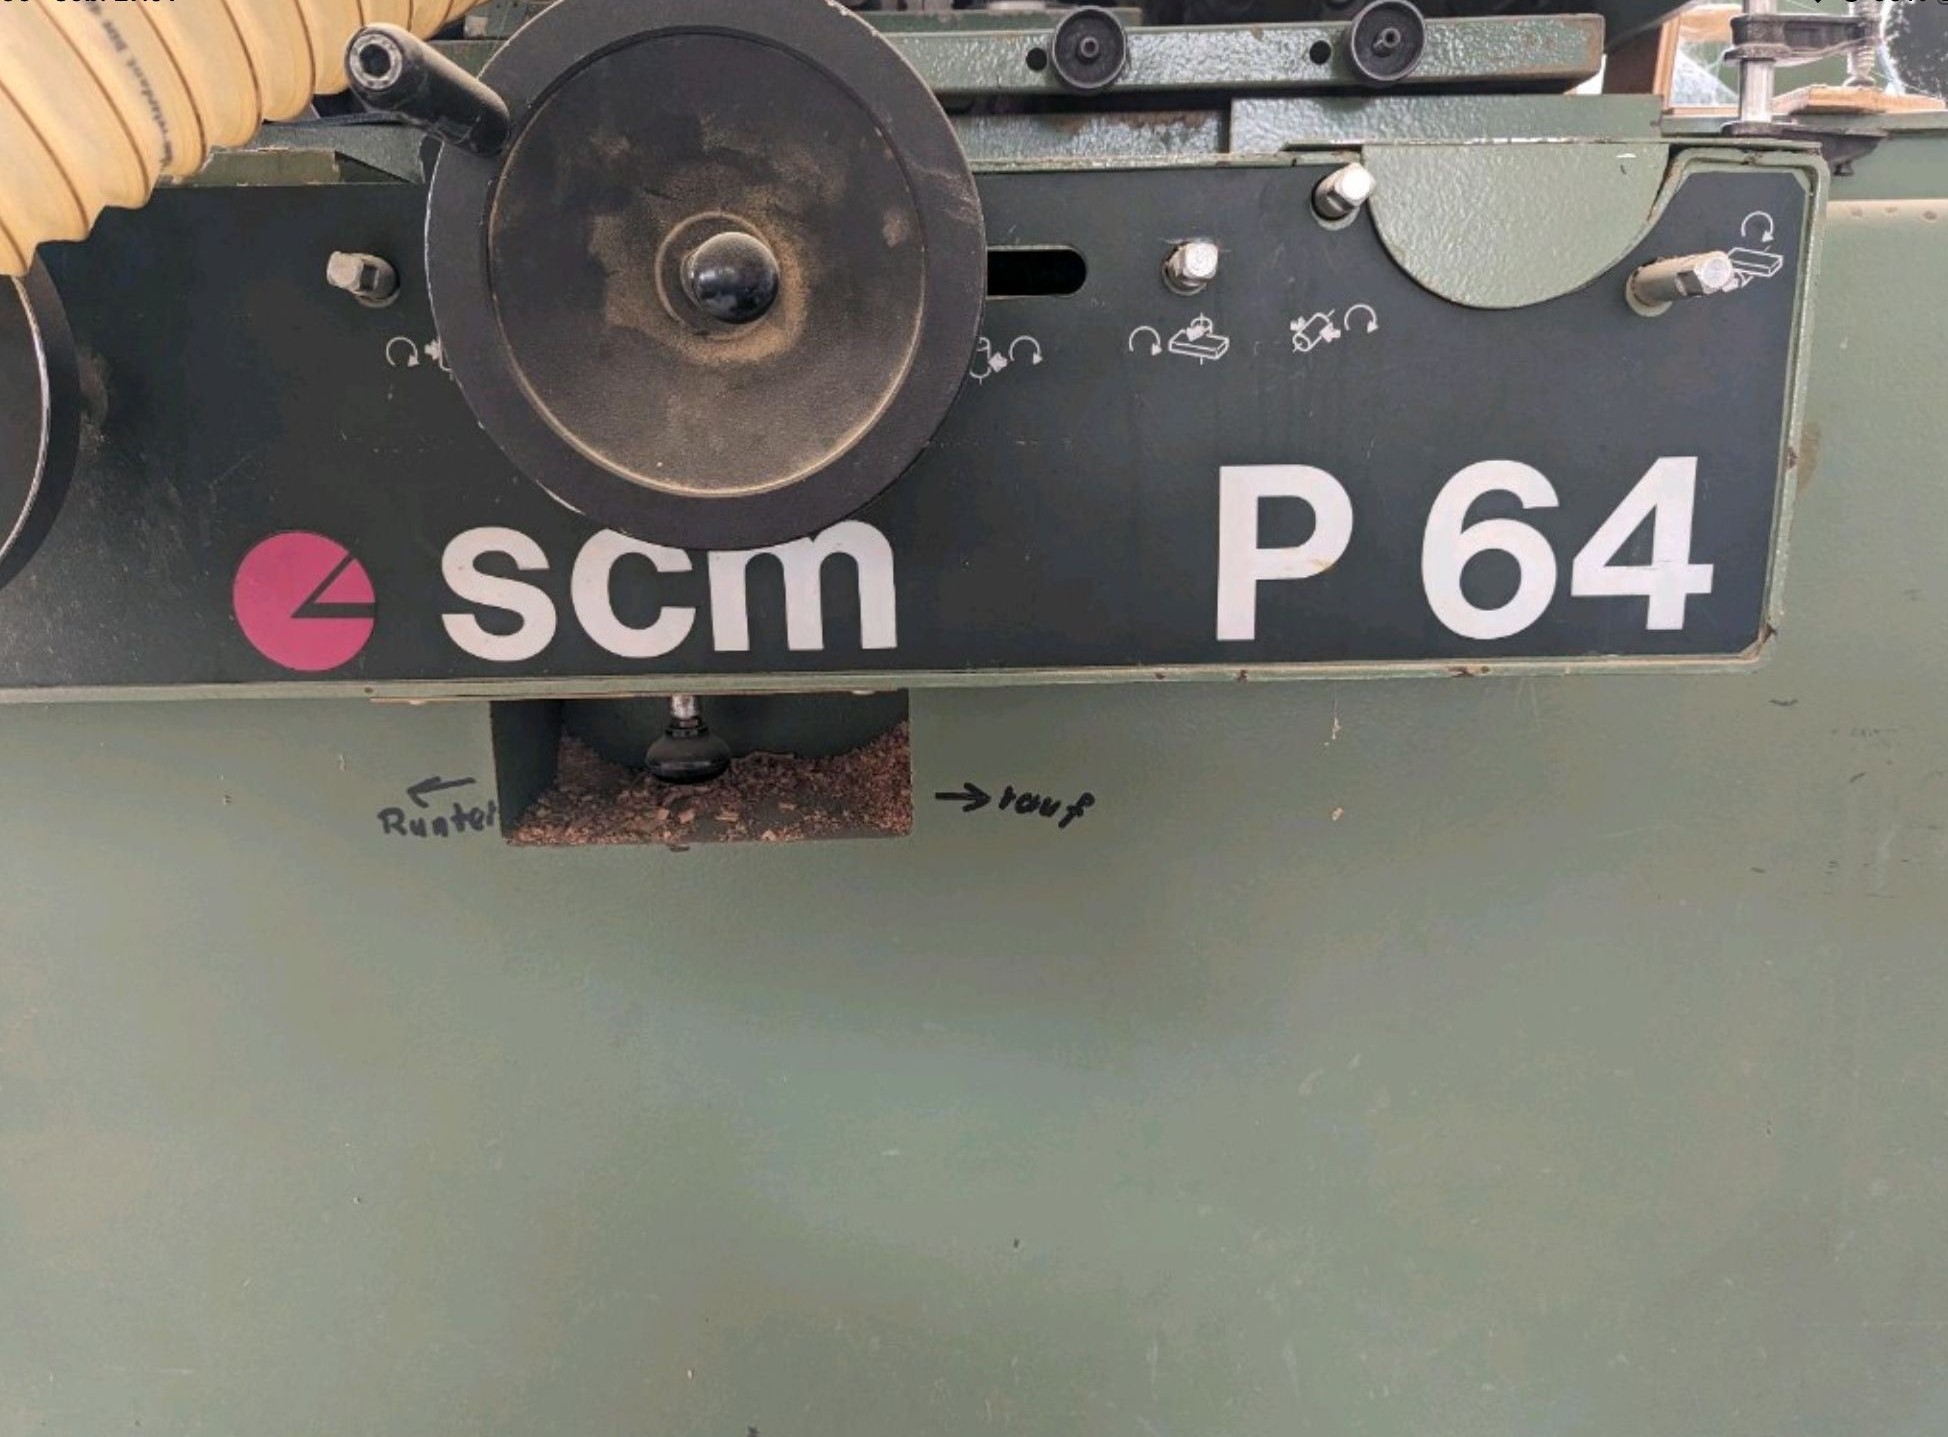 scm P 64
Runter
rauf